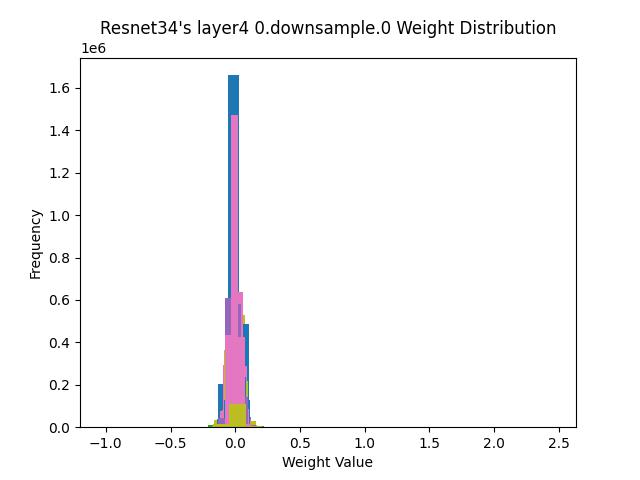 Resnet34's layer4 0.downsample.0 Weight Distribution
1e6
1.6
1.4
1.2
1.0
0.8
0.6
0.4
0.2
0.0
Frequency
−1.0 −0.5 0.0 0.5 1.0 1.5 2.0 2.5
Weight Value